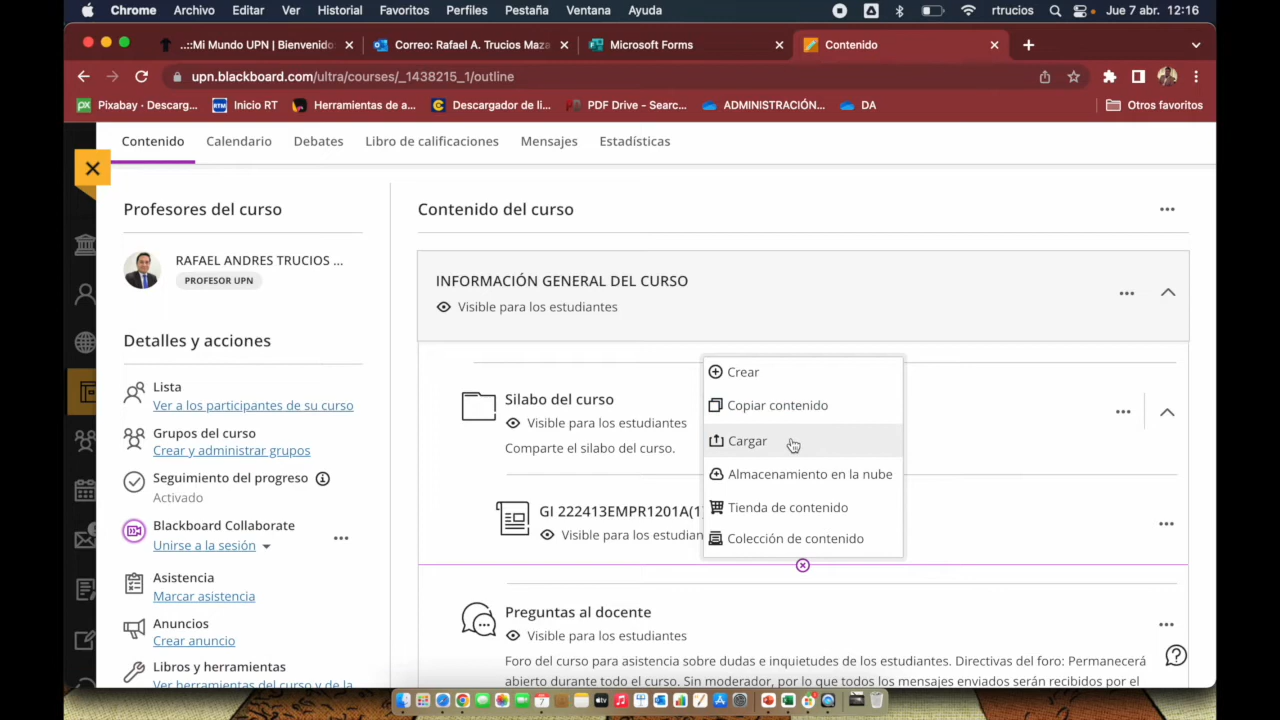 Chrome Archivo Editar Ver Historial Favoritos Perfiles Pestaña Ventana Ayuda rtrucios Jue 7 abr. 12:16
..::Mi Mundo UPN | Bienvenido. Correo: Rafael A. Trucios Maza Microsoft Forms Contenido
upn.blackboard.com/ultra/courses/_1438215_1/outline
Pixabay · Descarg... Inicio RT Herramientas de a... Descargador de li... PDF Drive - Searc... ADMINISTRACIÓN... DA Otros favoritos
Contenido Calendario Debates Libro de calificaciones Mensajes Estadísticas
Profesores del curso
RAFAEL ANDRES TRUCIOS ...
PROFESOR UPN
Detalles y acciones
Lista
Ver a los participantes de su curso
Grupos del curso
Crear y administrar grupos
Seguimiento del progreso
Activado
Blackboard Collaborate
Unirse a la sesión
Asistencia
Marcar asistencia
Anuncios
Crear anuncio
Libros y herramientas
Ver herramientas del curso y de la
Contenido del curso
INFORMACIÓN GENERAL DEL CURSO
Visible para los estudiantes
Silabo del curso
Visible para los estudiantes
Comparte el silabo del curso.
GI 222413EMPR1201A(1)
Visible para los estudian
Crear
Copiar contenido
Cargar
Almacenamiento en la nube
Tienda de contenido
Colección de contenido
Preguntas al docente
Visible para los estudiantes
Foro del curso para asistencia sobre dudas e inquietudes de los estudiantes. Directivas del foro: Permanecerá
abierto durante todo el curso. Sin moderador, por lo que todos los mensajes enviados serán recibidos por el